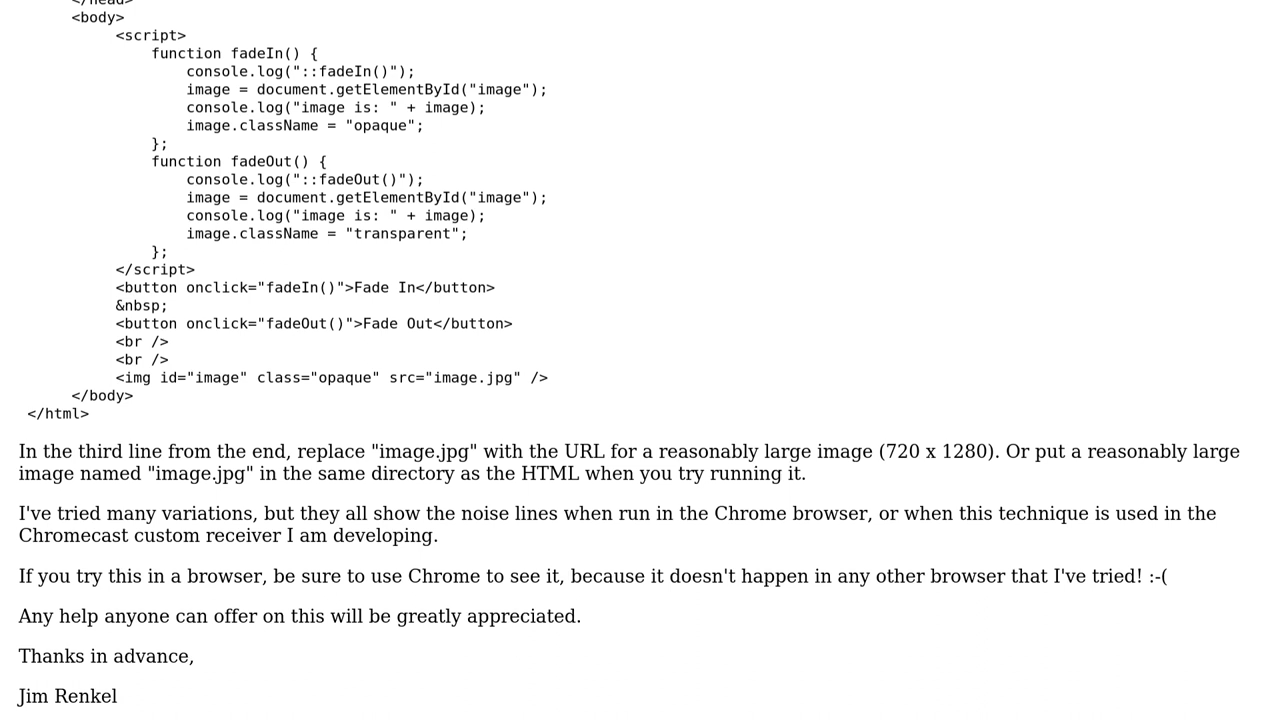 </head>
<body>
<script>
function fadeIn() {
console.log("::fadeIn()");
image = document.getElementById("image");
console.log("image is: " + image);
image.className = "opaque";
};
function fadeOut() {
console.log("::fadeOut()");
image = document.getElementById("image");
console.log("image is: " + image);
image.className = "transparent";
};
</script>
<button onclick="fadeIn()">Fade In</button>
&nbsp;
<button onclick="fadeOut()">Fade Out</button>
<br />
<br />
<img id="image" class="opaque" src="image.jpg" />
</body>
</html>
In the third line from the end, replace "image.jpg" with the URL for a reasonably large image (720 x 1280). Or put a reasonably large
image named "image.jpg" in the same directory as the HTML when you try running it.
I've tried many variations, but they all show the noise lines when run in the Chrome browser, or when this technique is used in the
Chromecast custom receiver I am developing.
If you try this in a browser, be sure to use Chrome to see it, because it doesn't happen in any other browser that I've tried! :-(
Any help anyone can offer on this will be greatly appreciated.
Thanks in advance,
Jim Renkel